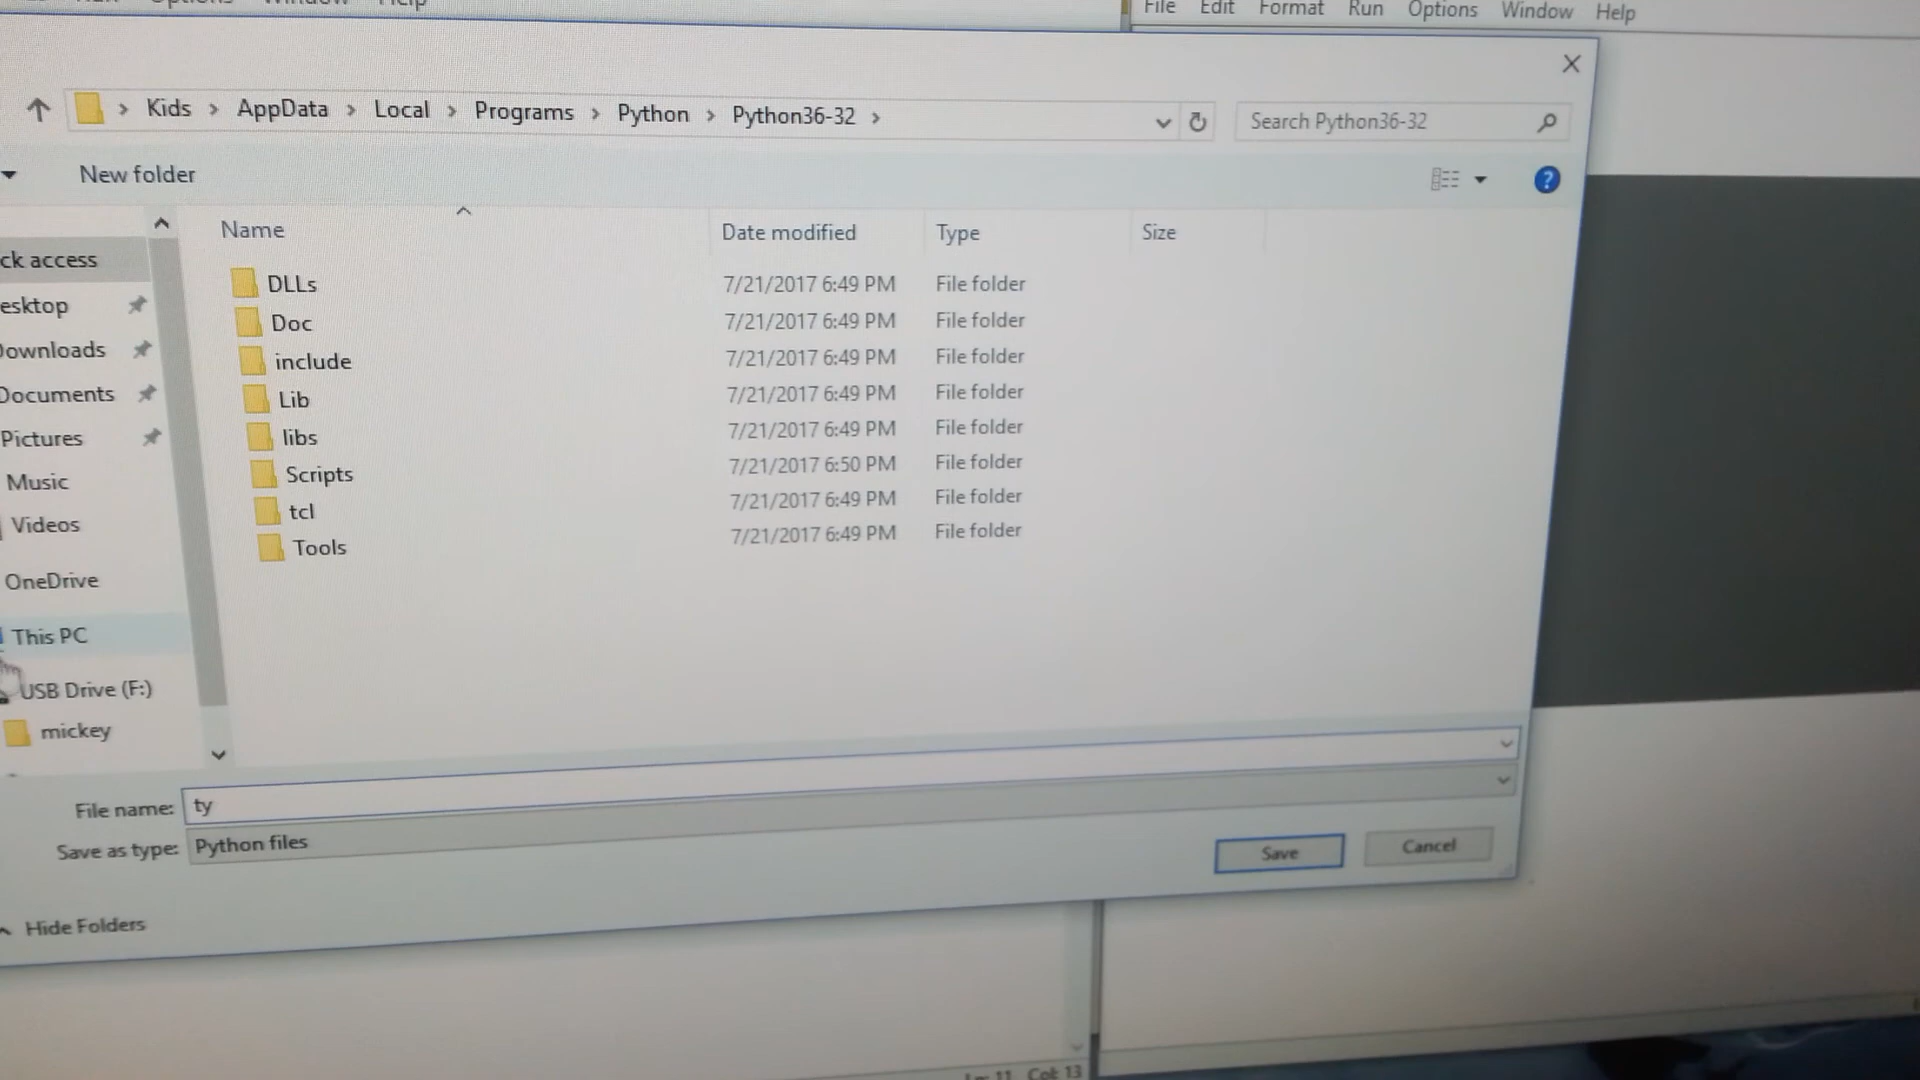 Options Window Help
File Edit Format Run Options Window Help
Kids AppData Local Programs Python Python36-32
Search Python36-32
New folder
?
Name Date modified Type Size
ck access
esktop
Downloads
Documents
Pictures
Music
Videos
OneDrive
This PC
USB Drive (F:)
mickey
DLLs 7/21/2017 6:49 PM File folder
Doc 7/21/2017 6:49 PM File folder
include 7/21/2017 6:49 PM File folder
Lib 7/21/2017 6:49 PM File folder
libs 7/21/2017 6:49 PM File folder
Scripts 7/21/2017 6:50 PM File folder
tcl 7/21/2017 6:49 PM File folder
Tools 7/21/2017 6:49 PM File folder
File name: ty
Save as type: Python files
Save Cancel
Hide Folders
Ln: 11 Col: 13